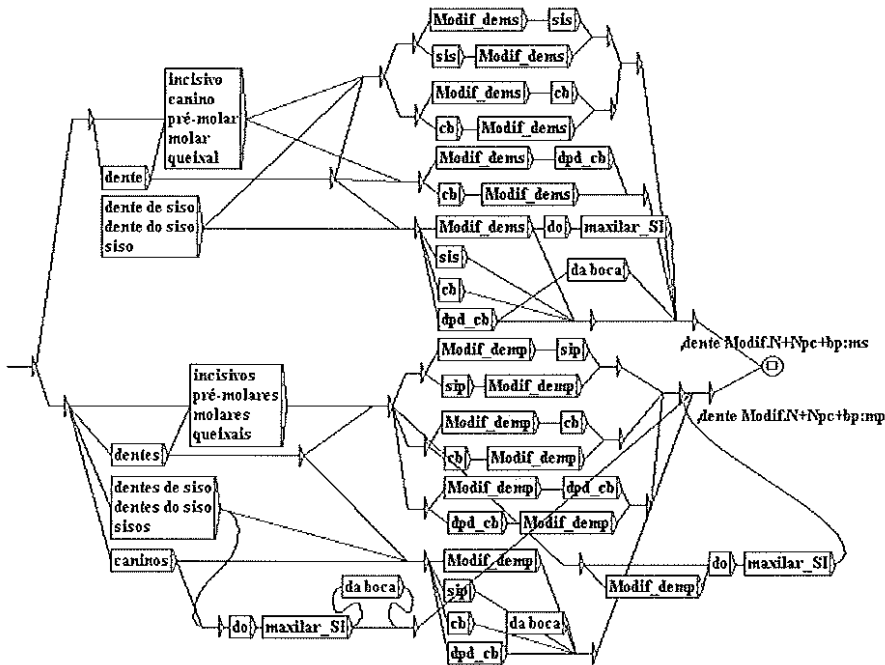 Modif_dems sis
sis Modif_dems
incisivo
canino
pré-molar
molar
queixal
Modif_dems cb
cb Modif_dems
dente
Modif_dems dpd_cb
cb Modif_dems
dente de siso
dente do siso
siso
Modif_dems do maxilar_SI
sis
da boca
cb
dpd_cb
,dente Modif.N+Npc+bp:ms
Modif_demp sip
sip Modif_demp
incisivos
pré-molares
molares
queixais
,dente Modif.N+Npc+bp:mp
Modif_demp cb
cb Modif_demp
dentes
Modif_demp dpd_cb
dpd_cb Modif_demp
dentes de siso
dentes do siso
sisos
caninos
Modif_demp
do maxilar_SI
Modif_demp
da boca
sip
do maxilar_SI
cb
da boca
dpd_cb